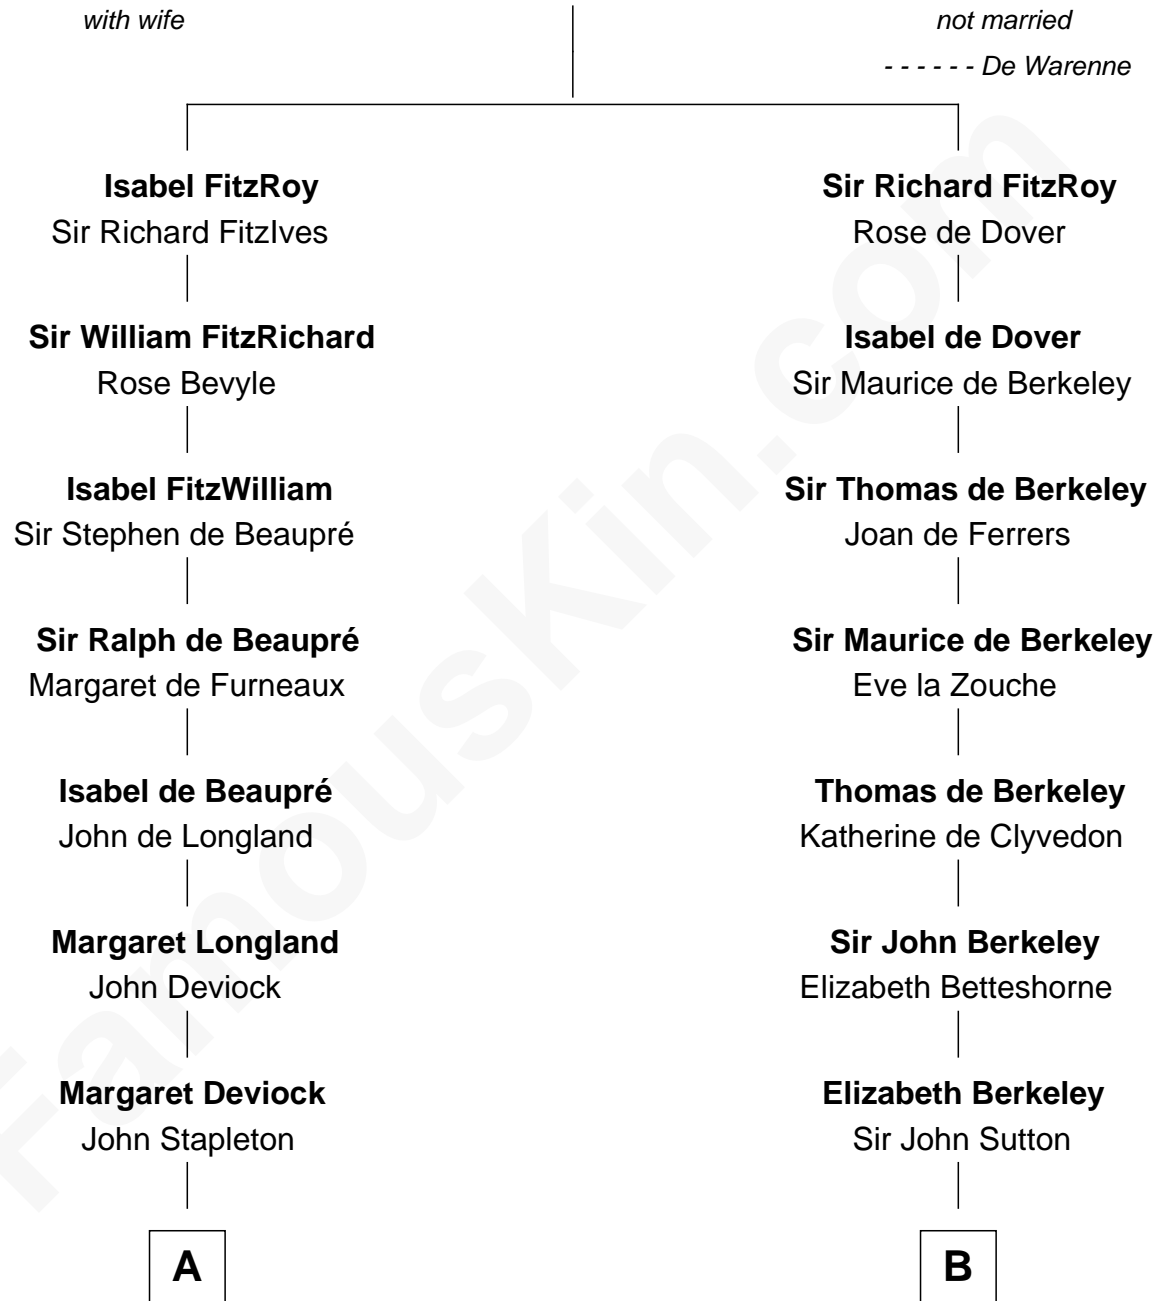 with wife
not married
- - - - - - De Warenne
Isabel FitzRoy
Sir Richard FitzIves
Sir Richard FitzRoy
Rose de Dover
Sir William FitzRichard
Rose Bevyle
Isabel de Dover
Sir Maurice de Berkeley
Isabel FitzWilliam
Sir Stephen de Beaupré
Sir Thomas de Berkeley
Joan de Ferrers
Sir Ralph de Beaupré
Margaret de Furneaux
Sir Maurice de Berkeley
Eve la Zouche
Isabel de Beaupré
John de Longland
Thomas de Berkeley
Katherine de Clyvedon
Margaret Longland
John Deviock
Sir John Berkeley
Elizabeth Betteshorne
Margaret Deviock
John Stapleton
Elizabeth Berkeley
Sir John Sutton
A
B
FamousKin.com